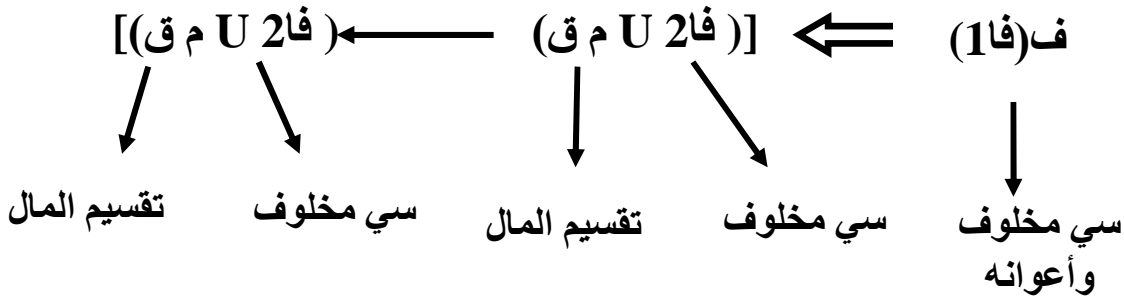 ف(فا1) ⇐ [( فا2 U م ق) ← ( فا2 U م ق)]
سي مخلوف وأعوانه
سي مخلوف
تقسيم المال
سي مخلوف
تقسيم المال